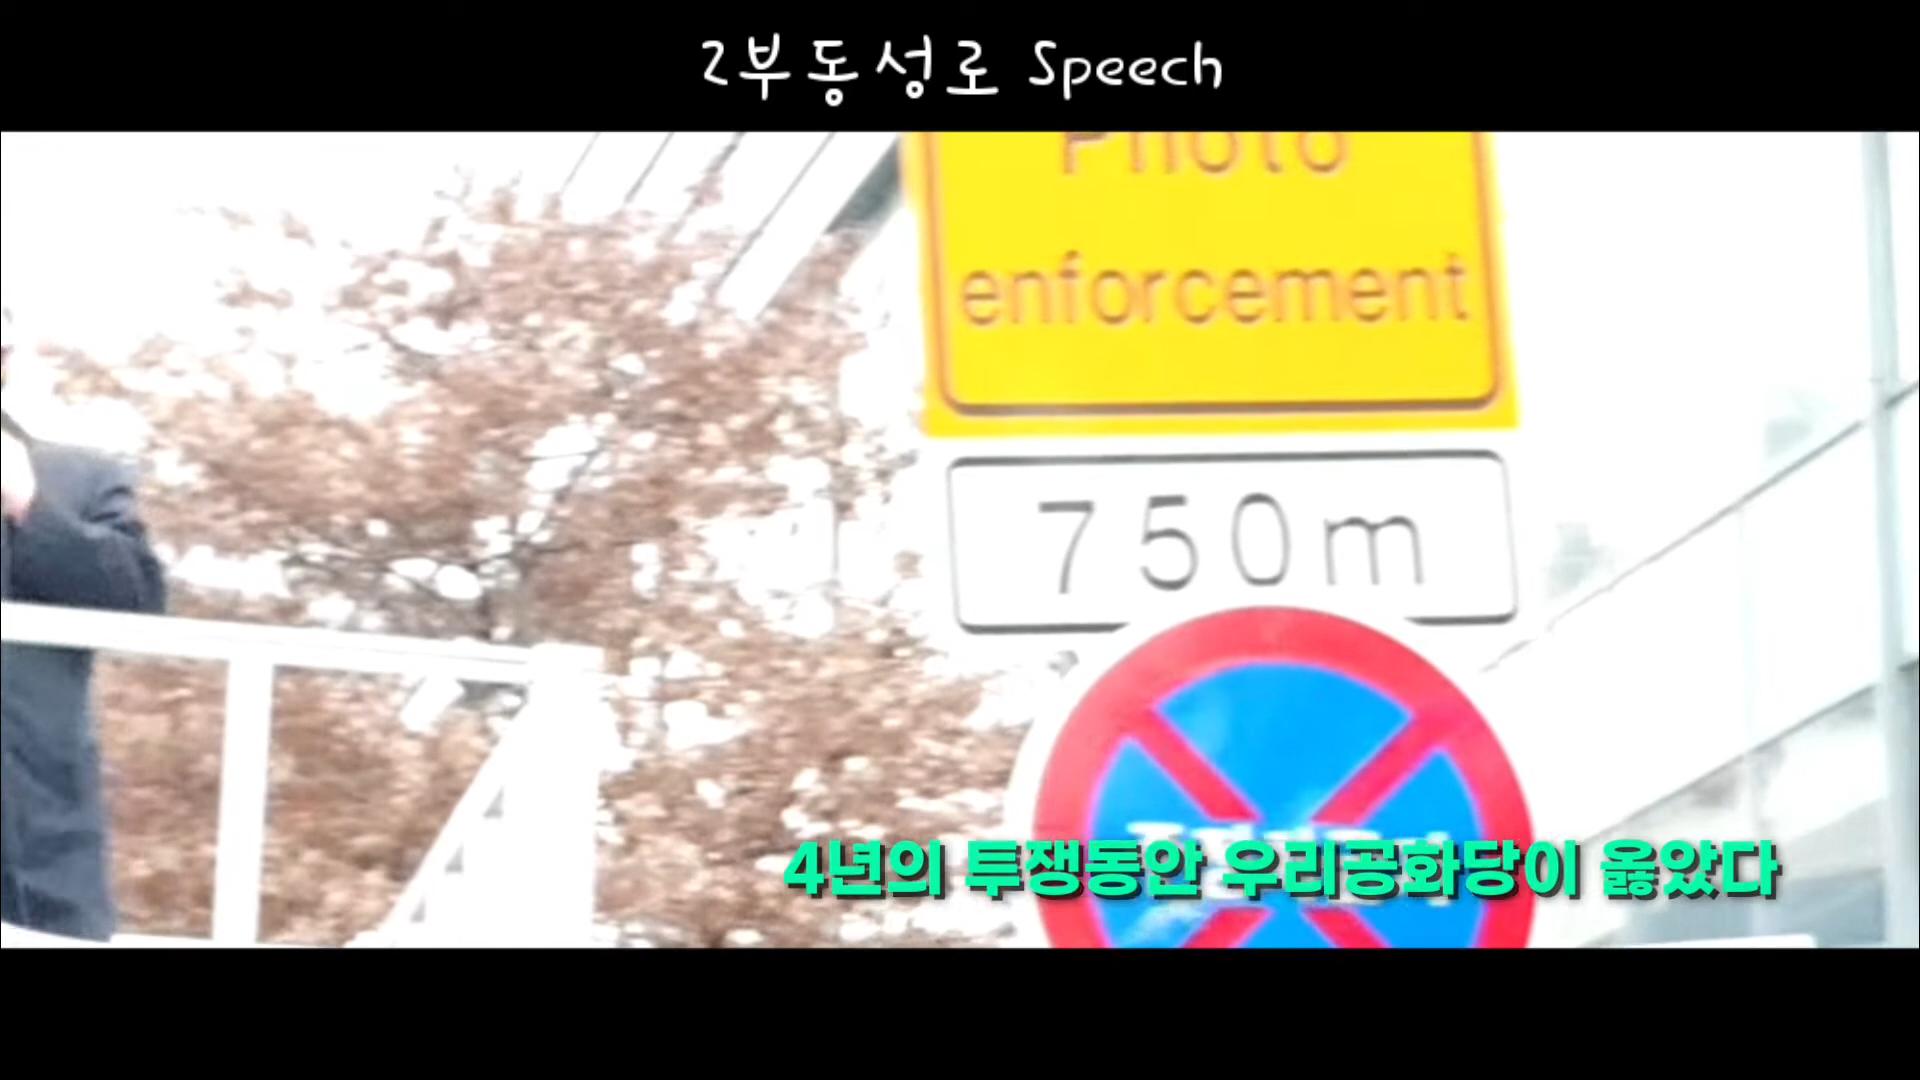 2부동성로 Speech
Photo
enforcement
750m
4년의 투쟁동안 우리공화당이 옳았다